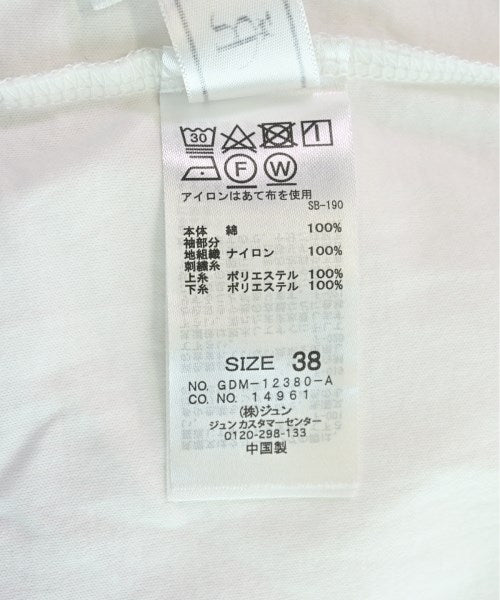 30
F W
アイロンはあて布を使用
SB-190
本体 綿 100%
袖部分
地組織 ナイロン 100%
刺繍糸
上糸 ポリエステル 100%
下糸 ポリエステル 100%
SIZE 38
NO. GDM-12380-A
CO. NO. 14961
(株)ジュン
ジュンカスタマーセンター
0120-298-133
中国製